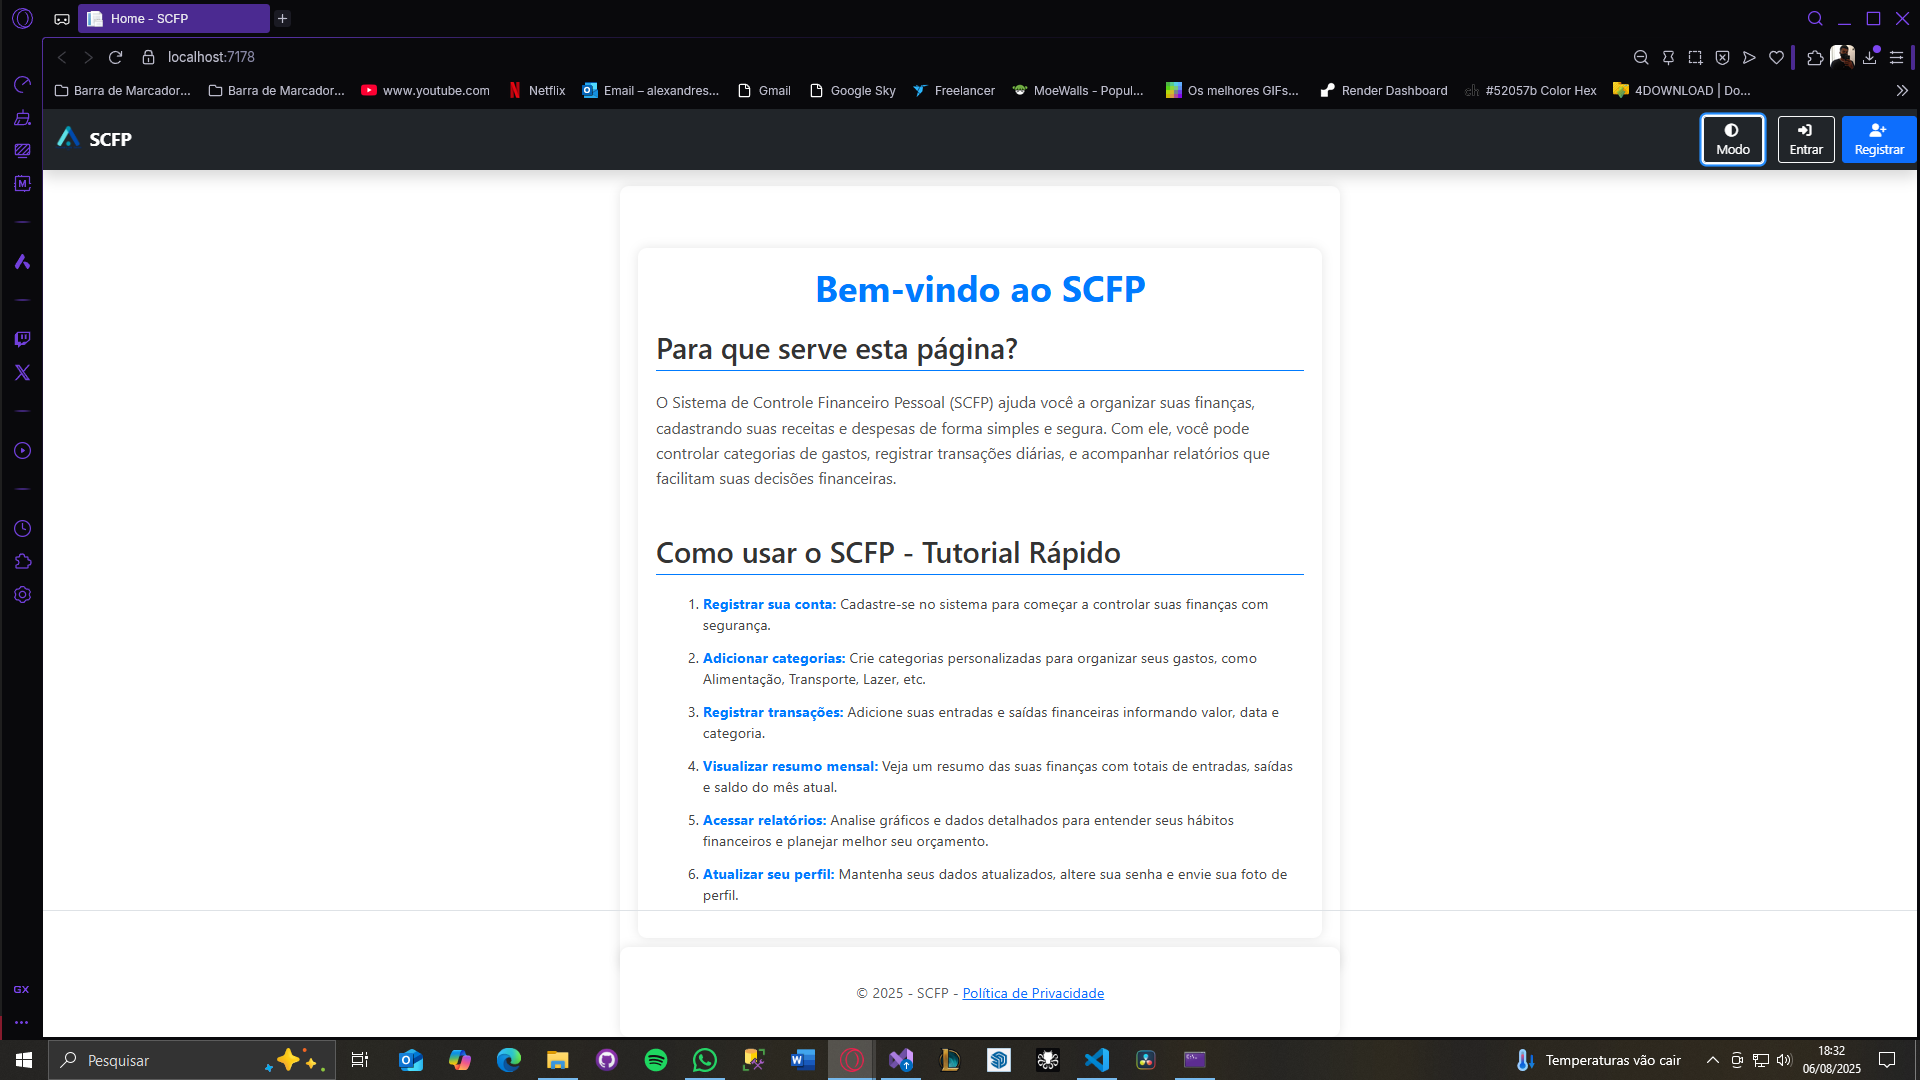 Home - SCFP
localhost:7178
Barra de Marcador...
Barra de Marcador...
www.youtube.com
Netflix
Email – alexandres...
Gmail
Google Sky
Freelancer
MoeWalls - Popul...
Os melhores GIFs...
Render Dashboard
ch
#52057b Color Hex
4DOWNLOAD | Do...
M
SCFP
Modo
Entrar
Registrar
Bem-vindo ao SCFP
Para que serve esta página?
O Sistema de Controle Financeiro Pessoal (SCFP) ajuda você a organizar suas finanças,
cadastrando suas receitas e despesas de forma simples e segura. Com ele, você pode
controlar categorias de gastos, registrar transações diárias, e acompanhar relatórios que
facilitam suas decisões financeiras.
Como usar o SCFP - Tutorial Rápido
1. Registrar sua conta: Cadastre-se no sistema para começar a controlar suas finanças com
segurança.
2. Adicionar categorias: Crie categorias personalizadas para organizar seus gastos, como
Alimentação, Transporte, Lazer, etc.
3. Registrar transações: Adicione suas entradas e saídas financeiras informando valor, data e
categoria.
4. Visualizar resumo mensal: Veja um resumo das suas finanças com totais de entradas, saídas
e saldo do mês atual.
5. Acessar relatórios: Analise gráficos e dados detalhados para entender seus hábitos
financeiros e planejar melhor seu orçamento.
6. Atualizar seu perfil: Mantenha seus dados atualizados, altere sua senha e envie sua foto de
perfil.
© 2025 - SCFP - Política de Privacidade
GX
Pesquisar
Temperaturas vão cair
18:32
06/08/2025